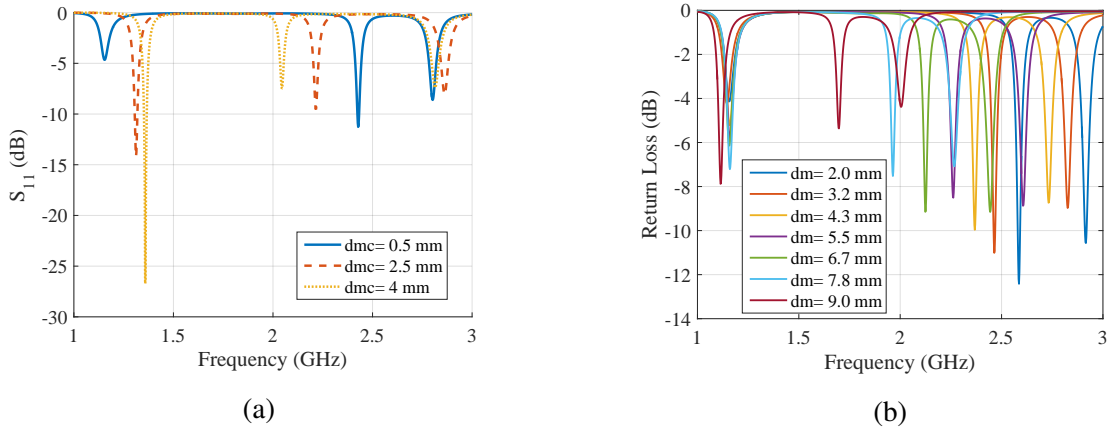 0
-5
-10
-15
-20
-25
-30
S11 (dB)
dmc= 0.5 mm
dmc= 2.5 mm
dmc= 4 mm
1
1.5
2
2.5
3
Frequency (GHz)
(a)
0
-2
-4
-6
-8
-10
-12
-14
Return Loss (dB)
dm= 2.0 mm
dm= 3.2 mm
dm= 4.3 mm
dm= 5.5 mm
dm= 6.7 mm
dm= 7.8 mm
dm= 9.0 mm
1
1.5
2
2.5
3
Frequency (GHz)
(b)